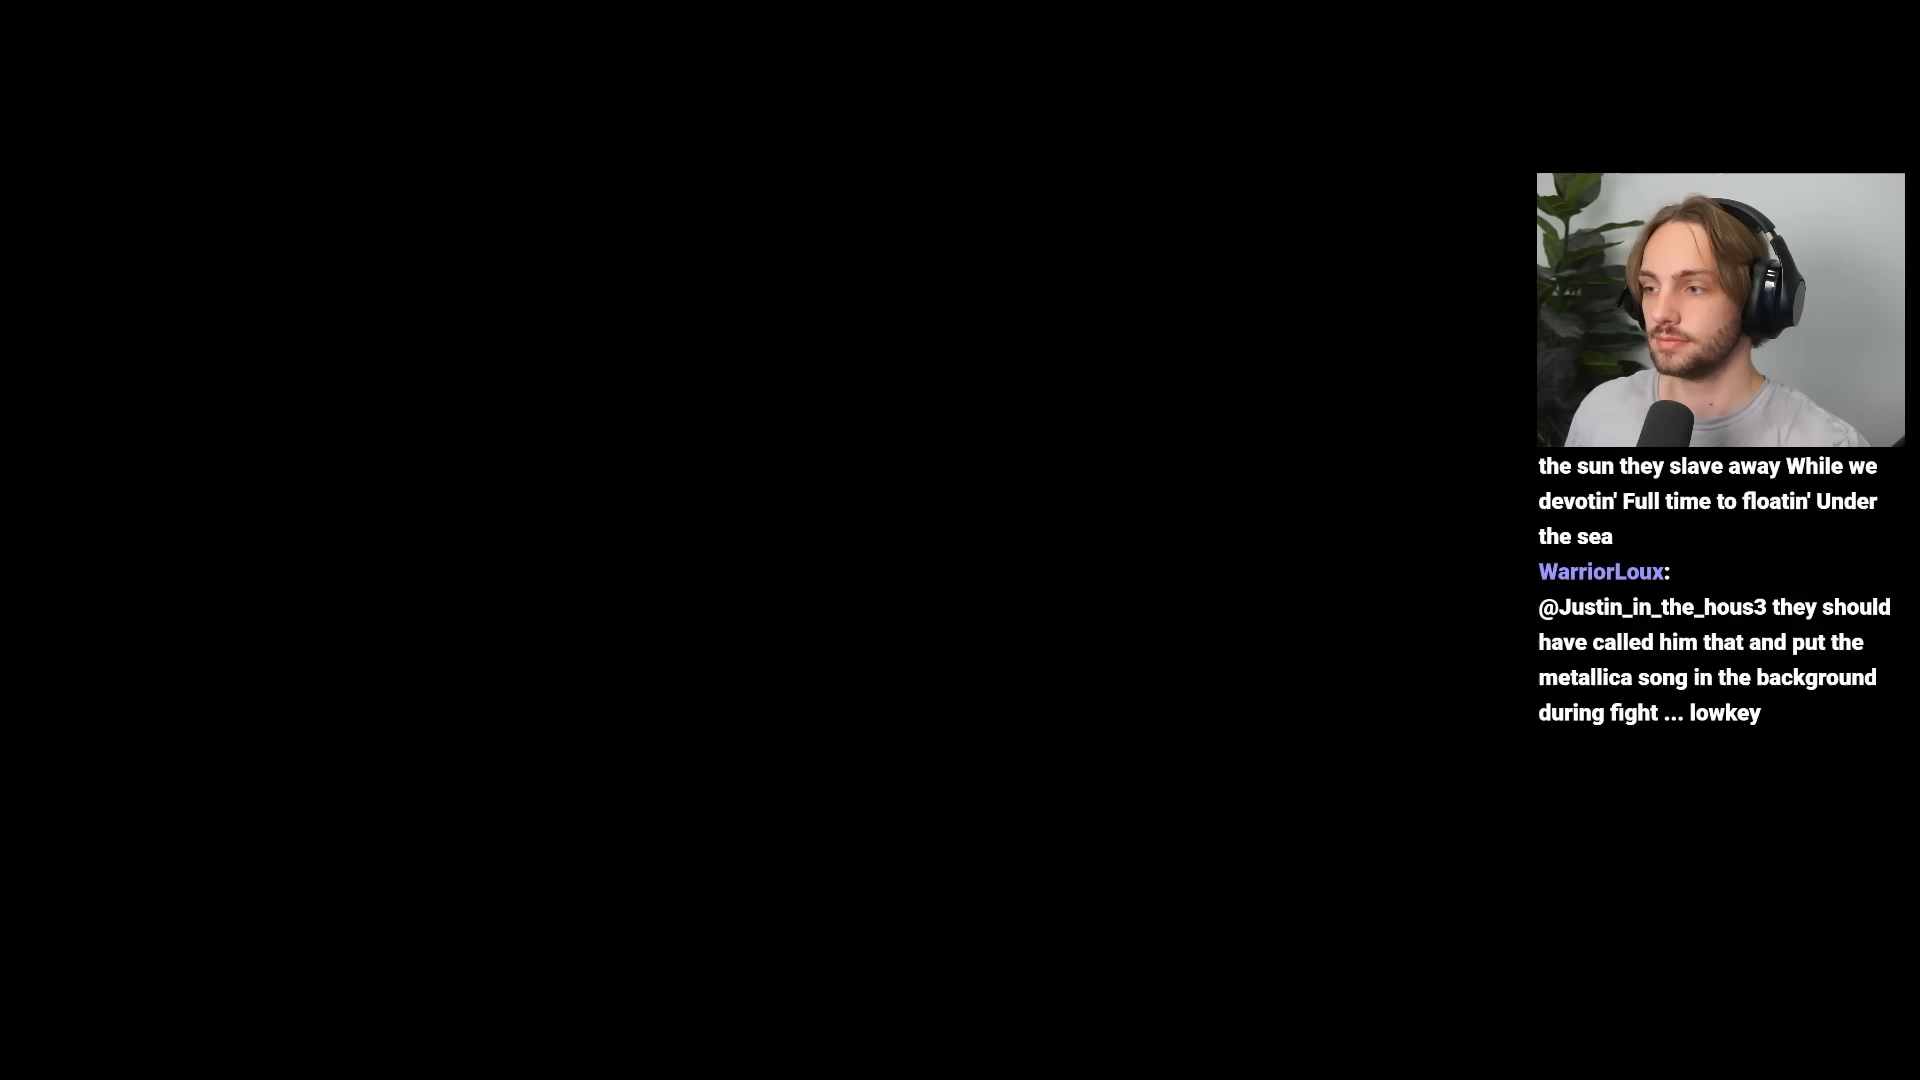 the sun they slave away While we
devotin' Full time to floatin' Under
the sea
WarriorLoux:
@Justin_in_the_hous3 they should
have called him that and put the
metallica song in the background
during fight ... lowkey